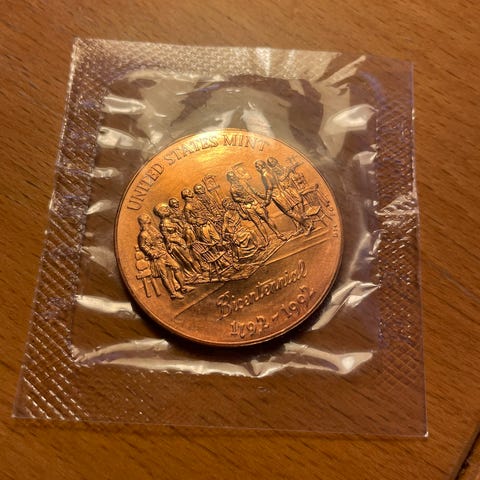 UNITED STATES MINT
Bicentennial
1792-1992